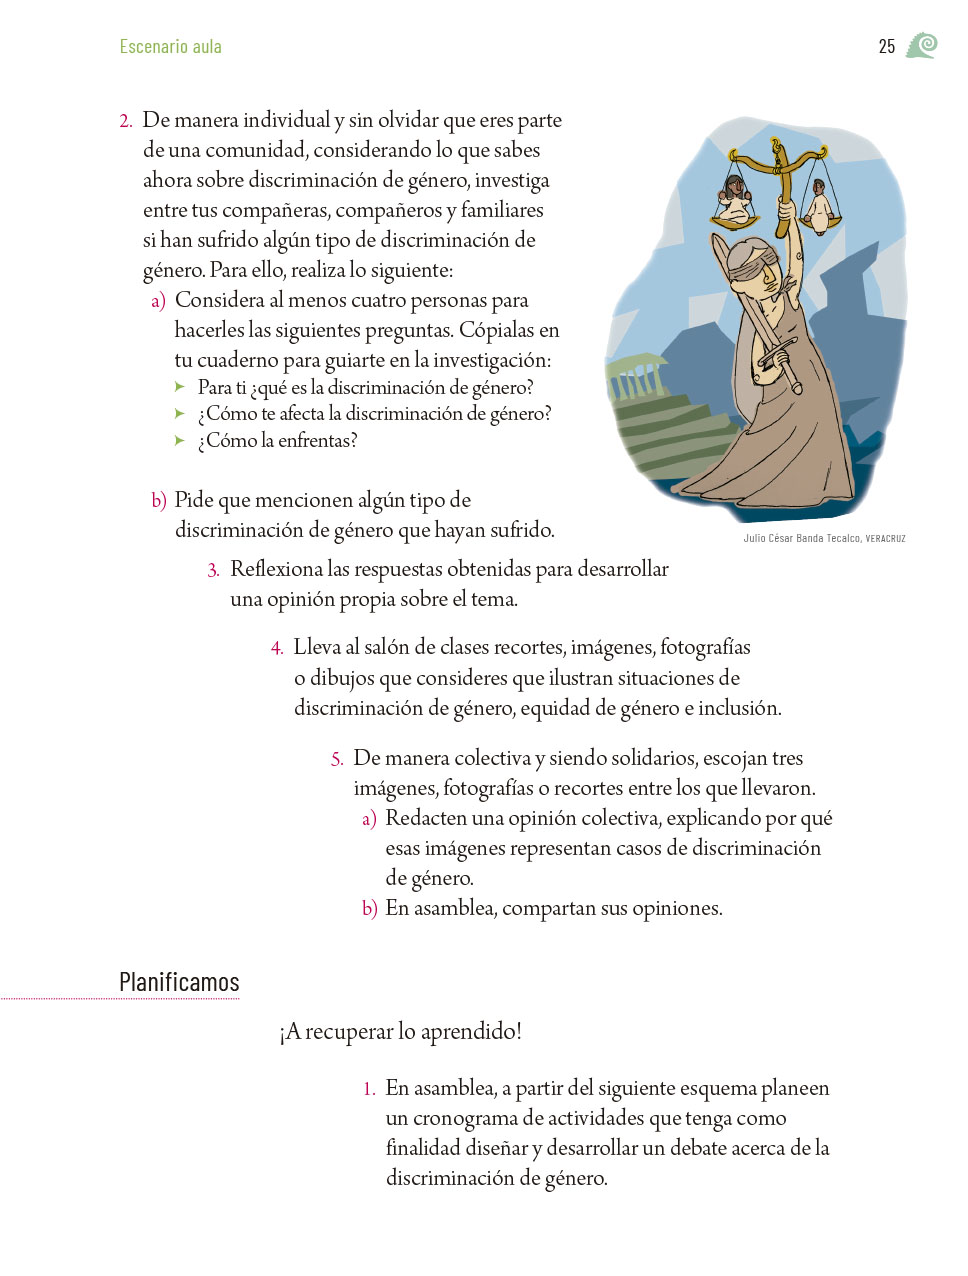 Escenario aula
25
2. De manera individual y sin olvidar que eres parte
de una comunidad, considerando lo que sabes
ahora sobre discriminación de género, investiga
entre tus compañeras, compañeros y familiares
si han sufrido algún tipo de discriminación de
género. Para ello, realiza lo siguiente:
a) Considera al menos cuatro personas para
hacerles las siguientes preguntas. Cópialas en
tu cuaderno para guiarte en la investigación:
➤ Para ti ¿qué es la discriminación de género?
➤ ¿Cómo te afecta la discriminación de género?
➤ ¿Cómo la enfrentas?
b) Pide que mencionen algún tipo de
discriminación de género que hayan sufrido.
Julio César Banda Tecalco, VERACRUZ
3. Reflexiona las respuestas obtenidas para desarrollar
una opinión propia sobre el tema.
4. Lleva al salón de clases recortes, imágenes, fotografías
o dibujos que consideres que ilustran situaciones de
discriminación de género, equidad de género e inclusión.
5. De manera colectiva y siendo solidarios, escojan tres
imágenes, fotografías o recortes entre los que llevaron.
a) Redacten una opinión colectiva, explicando por qué
esas imágenes representan casos de discriminación
de género.
b) En asamblea, compartan sus opiniones.
Planificamos
¡A recuperar lo aprendido!
1. En asamblea, a partir del siguiente esquema planeen
un cronograma de actividades que tenga como
finalidad diseñar y desarrollar un debate acerca de la
discriminación de género.